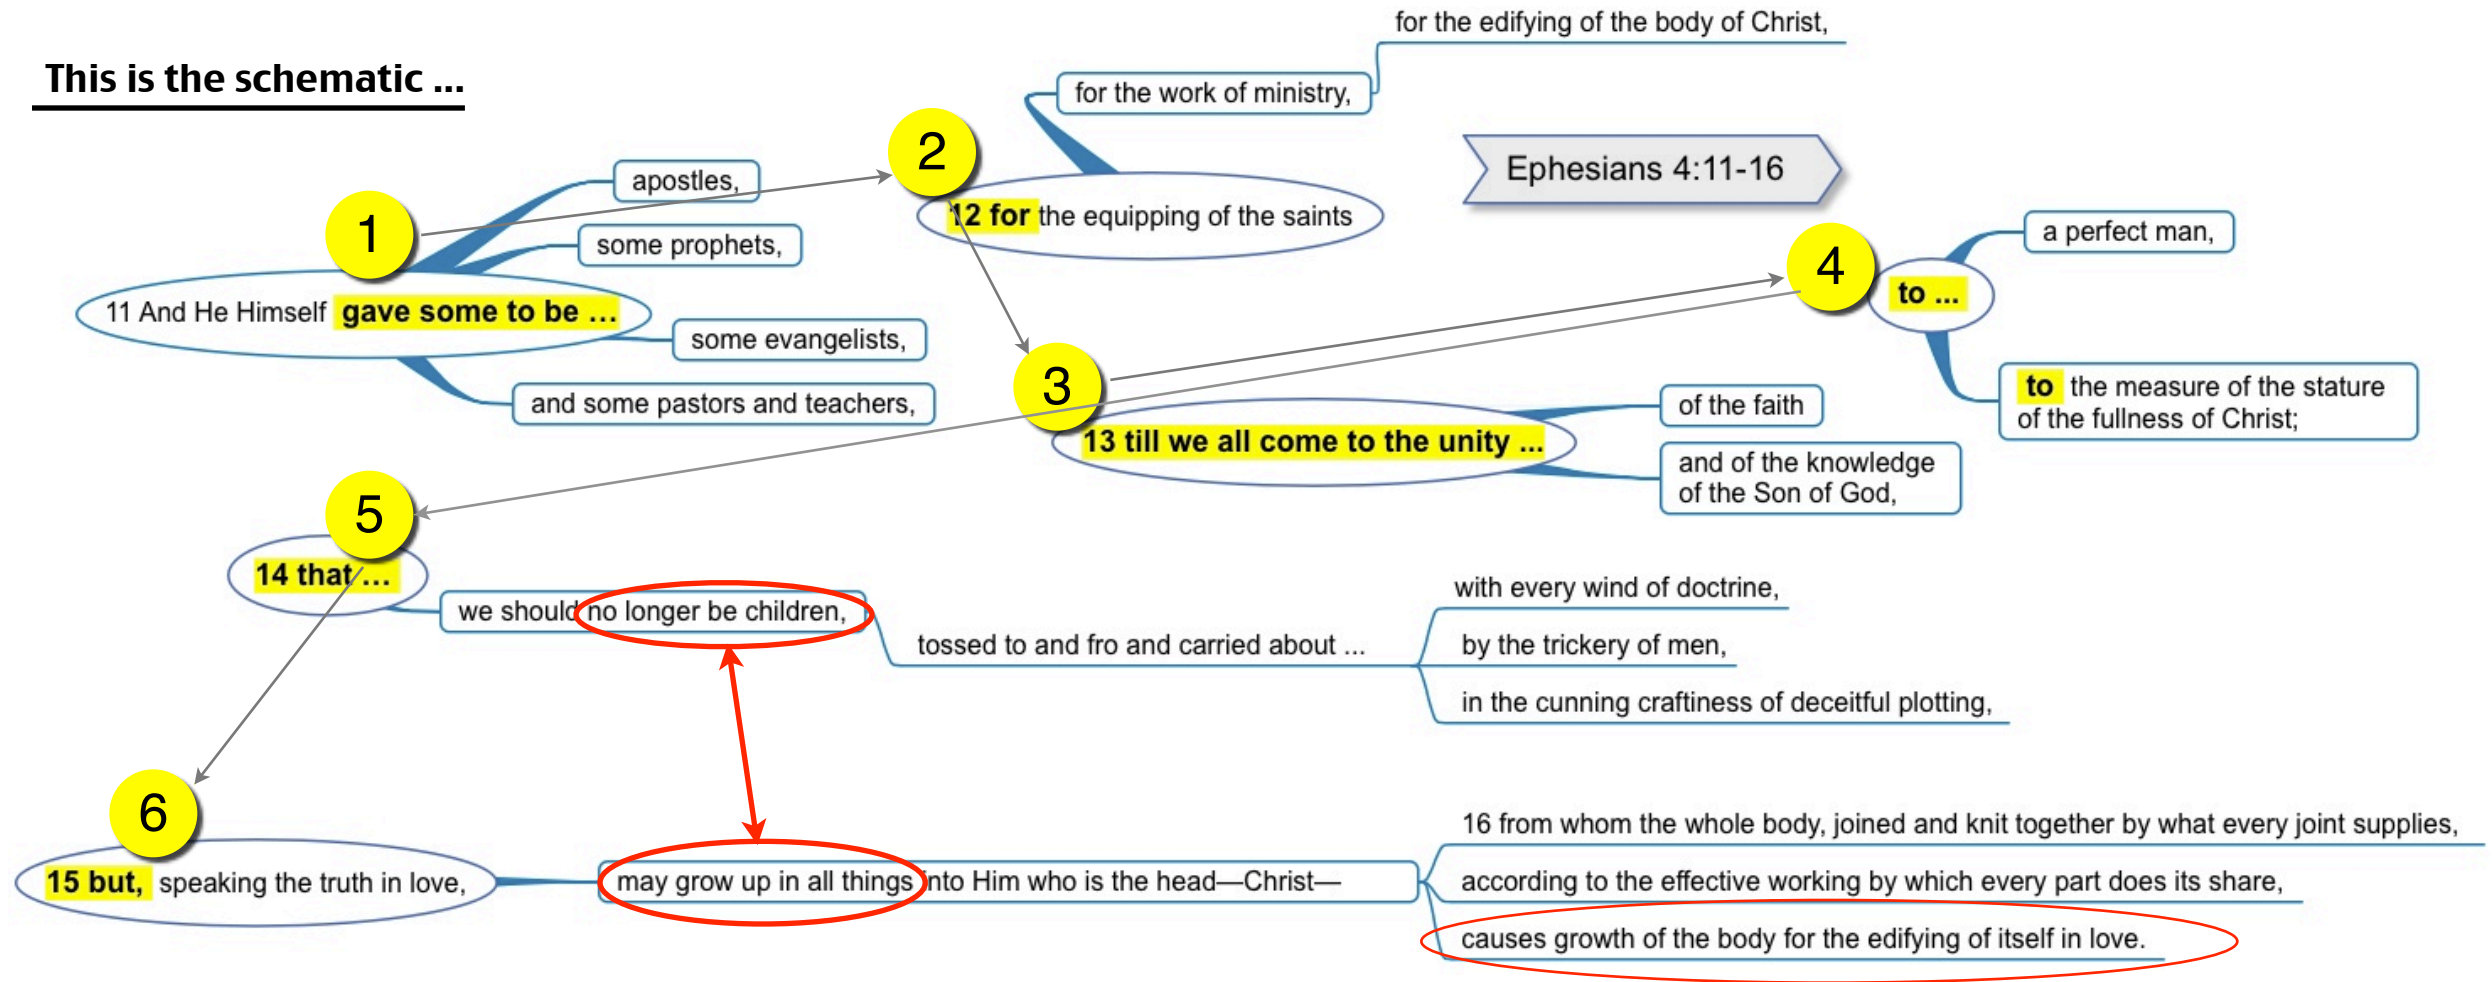 This is the schematic ...
Ephesians 4:11-16
1
11 And He Himself gave some to be ...
apostles,
some prophets,
some evangelists,
and some pastors and teachers,
2
12 for the equipping of the saints
for the work of ministry,
for the edifying of the body of Christ,
3
13 till we all come to the unity ...
of the faith
and of the knowledge
of the Son of God,
4
to ...
a perfect man,
to the measure of the stature
of the fullness of Christ;
5
14 that ...
we should no longer be children,
tossed to and fro and carried about ...
with every wind of doctrine,
by the trickery of men,
in the cunning craftiness of deceitful plotting,
6
15 but, speaking the truth in love,
may grow up in all things into Him who is the head—Christ—
16 from whom the whole body, joined and knit together by what every joint supplies,
according to the effective working by which every part does its share,
causes growth of the body for the edifying of itself in love.